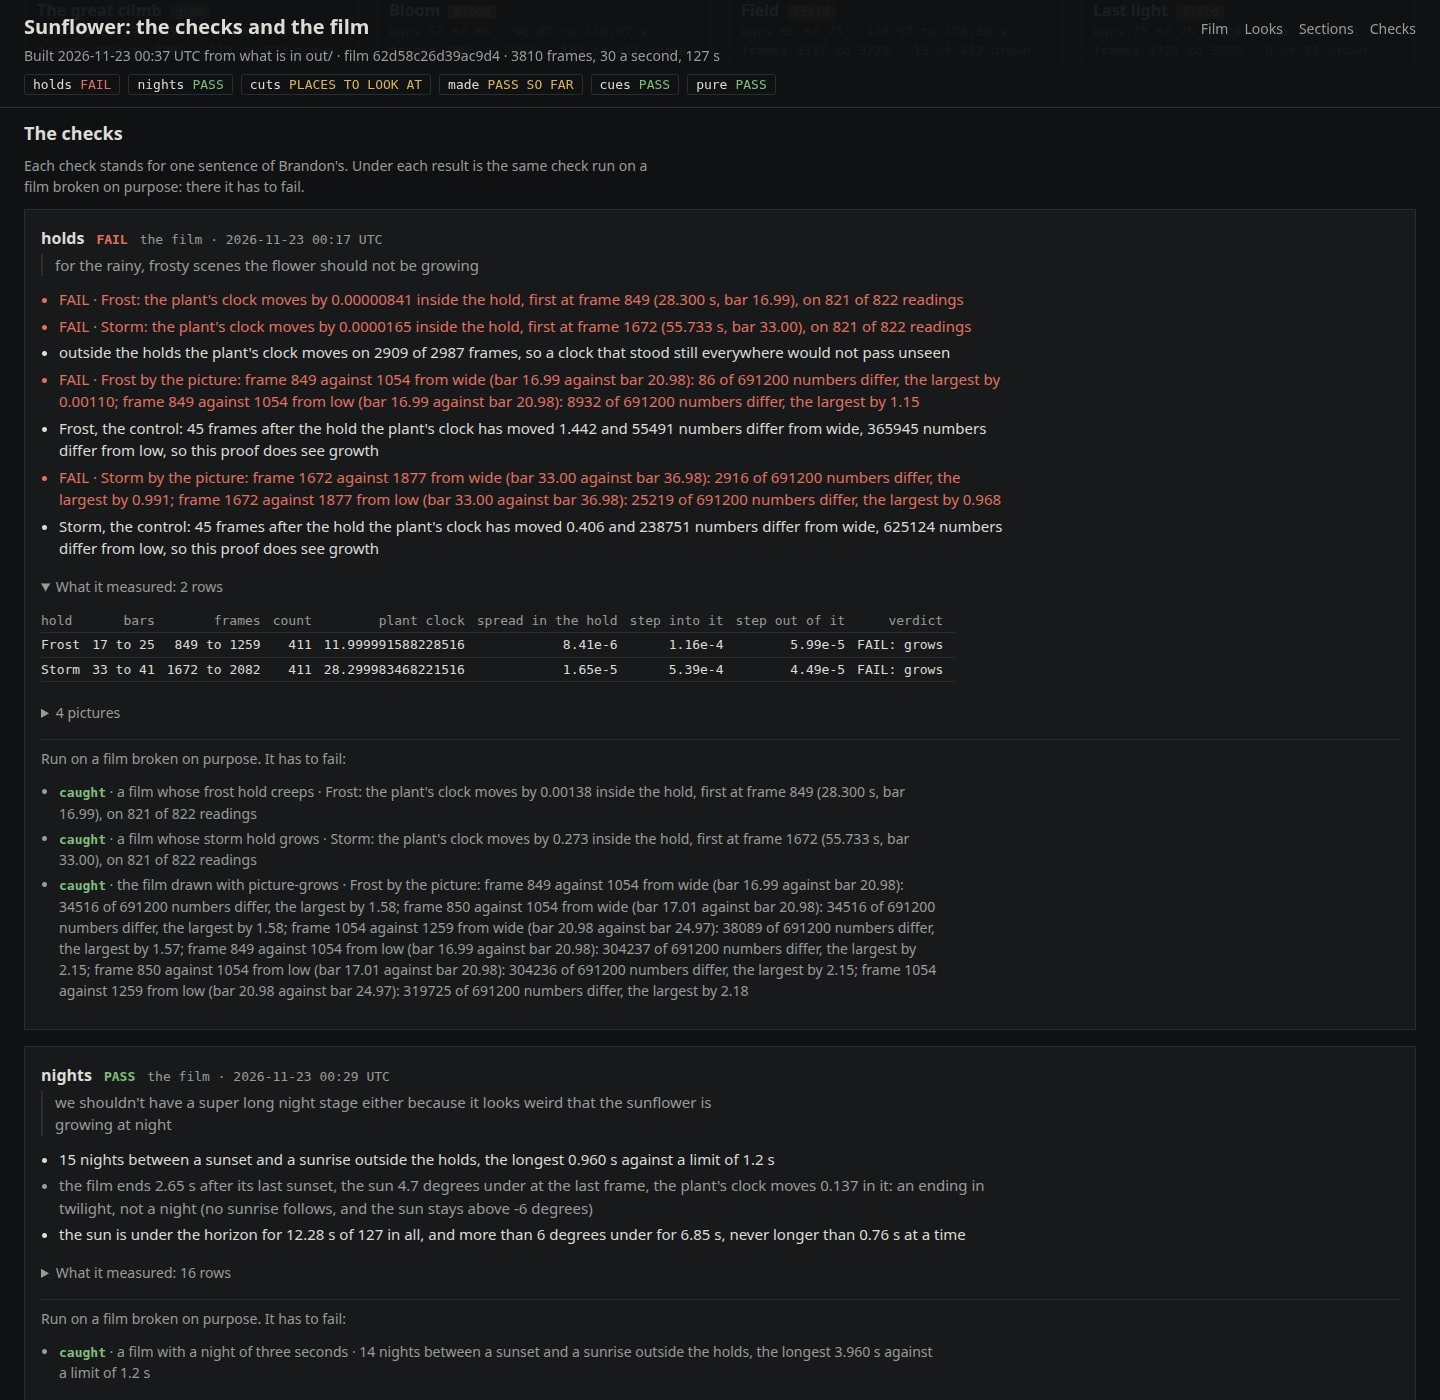 The great climb grow
Bloom bloom
Field field
Last light field
Sunflower: the checks and the film
Film Looks Sections Checks
Built 2026-11-23 00:37 UTC from what is in out/ · film 62d58c26d39ac9d4 · 3810 frames, 30 a second, 127 s
holds FAIL nights PASS cuts PLACES TO LOOK AT made PASS SO FAR cues PASS pure PASS
The checks
Each check stands for one sentence of Brandon's. Under each result is the same check run on a
film broken on purpose: there it has to fail.
holds FAIL the film · 2026-11-23 00:17 UTC
for the rainy, frosty scenes the flower should not be growing
• FAIL · Frost: the plant's clock moves by 0.00000841 inside the hold, first at frame 849 (28.300 s, bar 16.99), on 821 of 822 readings
• FAIL · Storm: the plant's clock moves by 0.0000165 inside the hold, first at frame 1672 (55.733 s, bar 33.00), on 821 of 822 readings
• outside the holds the plant's clock moves on 2909 of 2987 frames, so a clock that stood still everywhere would not pass unseen
• FAIL · Frost by the picture: frame 849 against 1054 from wide (bar 16.99 against bar 20.98): 86 of 691200 numbers differ, the largest by
0.00110; frame 849 against 1054 from low (bar 16.99 against bar 20.98): 8932 of 691200 numbers differ, the largest by 1.15
• Frost, the control: 45 frames after the hold the plant's clock has moved 1.442 and 55491 numbers differ from wide, 365945 numbers
differ from low, so this proof does see growth
• FAIL · Storm by the picture: frame 1672 against 1877 from wide (bar 33.00 against bar 36.98): 2916 of 691200 numbers differ, the
largest by 0.991; frame 1672 against 1877 from low (bar 33.00 against bar 36.98): 25219 of 691200 numbers differ, the largest by 0.968
• Storm, the control: 45 frames after the hold the plant's clock has moved 0.406 and 238751 numbers differ from wide, 625124 numbers
differ from low, so this proof does see growth
▼ What it measured: 2 rows
hold bars frames count plant clock spread in the hold step into it step out of it verdict
Frost 17 to 25 849 to 1259 411 11.999991588228516 8.41e-6 1.16e-4 5.99e-5 FAIL: grows
Storm 33 to 41 1672 to 2082 411 28.299983468221516 1.65e-5 5.39e-4 4.49e-5 FAIL: grows
▶ 4 pictures
Run on a film broken on purpose. It has to fail:
• caught · a film whose frost hold creeps · Frost: the plant's clock moves by 0.00138 inside the hold, first at frame 849 (28.300 s, bar
16.99), on 821 of 822 readings
• caught · a film whose storm hold grows · Storm: the plant's clock moves by 0.273 inside the hold, first at frame 1672 (55.733 s, bar
33.00), on 821 of 822 readings
• caught · the film drawn with picture-grows · Frost by the picture: frame 849 against 1054 from wide (bar 16.99 against bar 20.98):
34516 of 691200 numbers differ, the largest by 1.58; frame 850 against 1054 from wide (bar 17.01 against bar 20.98): 34516 of 691200
numbers differ, the largest by 1.58; frame 1054 against 1259 from wide (bar 20.98 against bar 24.97): 38089 of 691200 numbers differ,
the largest by 1.57; frame 849 against 1054 from low (bar 16.99 against bar 20.98): 304237 of 691200 numbers differ, the largest by
2.15; frame 850 against 1054 from low (bar 17.01 against bar 20.98): 304236 of 691200 numbers differ, the largest by 2.15; frame 1054
against 1259 from low (bar 20.98 against bar 24.97): 319725 of 691200 numbers differ, the largest by 2.18
nights PASS the film · 2026-11-23 00:29 UTC
we shouldn't have a super long night stage either because it looks weird that the sunflower is
growing at night
• 15 nights between a sunset and a sunrise outside the holds, the longest 0.960 s against a limit of 1.2 s
• the film ends 2.65 s after its last sunset, the sun 4.7 degrees under at the last frame, the plant's clock moves 0.137 in it: an ending in
twilight, not a night (no sunrise follows, and the sun stays above -6 degrees)
• the sun is under the horizon for 12.28 s of 127 in all, and more than 6 degrees under for 6.85 s, never longer than 0.76 s at a time
▶ What it measured: 16 rows
Run on a film broken on purpose. It has to fail:
• caught · a film with a night of three seconds · 14 nights between a sunset and a sunrise outside the holds, the longest 3.960 s against
a limit of 1.2 s